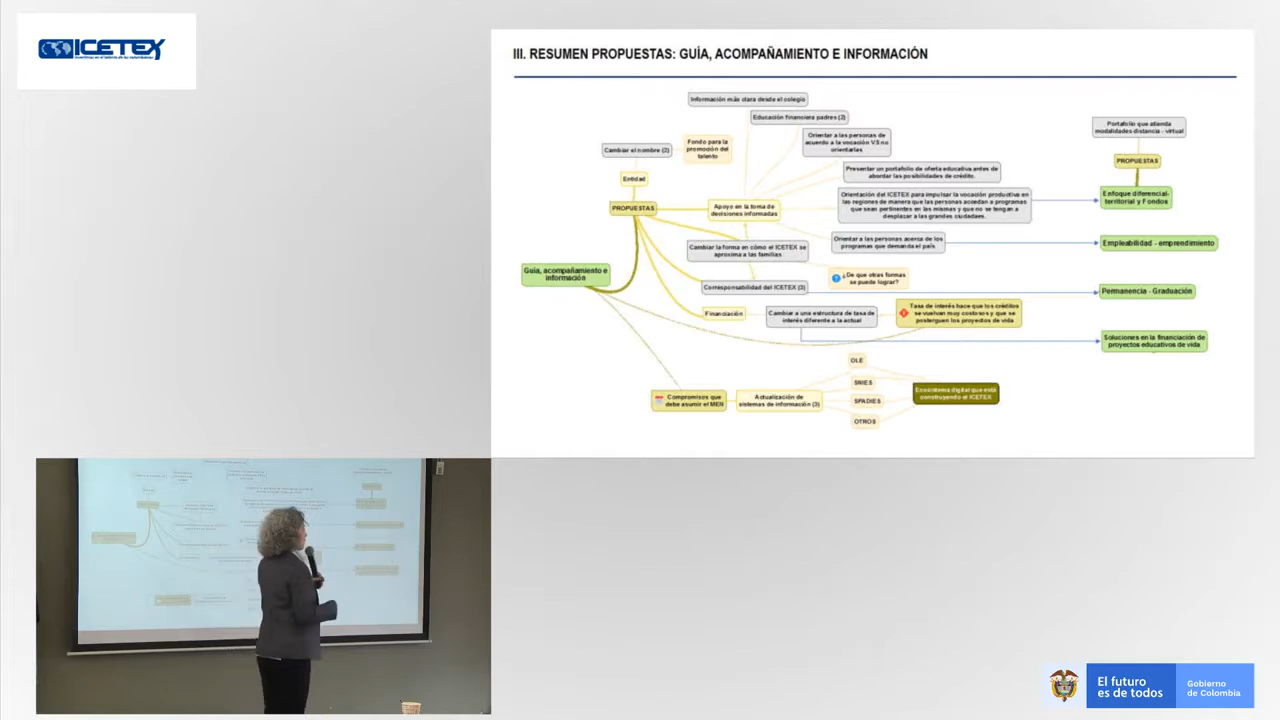 ICETEX
III. RESUMEN PROPUESTAS: GUÍA, ACOMPAÑAMIENTO E INFORMACIÓN
Información más clara desde el colegio
Educación financiera padres (2)
Orientar a las personas de
acuerdo a la vocación V.S no
orientarlas
Cambiar el nombre (2)
Fondo para la
promoción del
talento
Presentar un portafolio de oferta educativa antes de
abordar las posibilidades de crédito.
Entidad
PROPUESTAS
Apoyo en la toma de
decisiones informadas
Orientación del ICETEX para impulsar la vocación productiva en
las regiones de manera que las personas accedan a programas
que sean pertinentes en las mismas y que no se tengan a
desplazar a las grandes ciudades.
Cambiar la forma en cómo el ICETEX se
aproxima a las familias
Orientar a las personas acerca de los
programas que demanda el país
Guía, acompañamiento e
información
Corresponsabilidad del ICETEX (3)
¿De que otras formas
se puede lograr?
Financiación
Cambiar a una estructura de tasa de
interés diferente a la actual
Tasa de interés hace que los créditos
se vuelvan muy costosos y que se
posterguen los proyectos de vida
Portafolio que atienda
modalidades distancia - virtual
PROPUESTAS
Enfoque diferencial-
territorial y Fondos
Empleabilidad - emprendimiento
Permanencia - Graduación
Soluciones en la financiación de
proyectos educativos de vida
Compromisos que
debe asumir el MEN
Actualización de
sistemas de información (3)
OLE
SNIES
SPADIES
OTROS
Ecosistema digital que está
construyendo el ICETEX
El futuro
es de todos
Gobierno
de Colombia